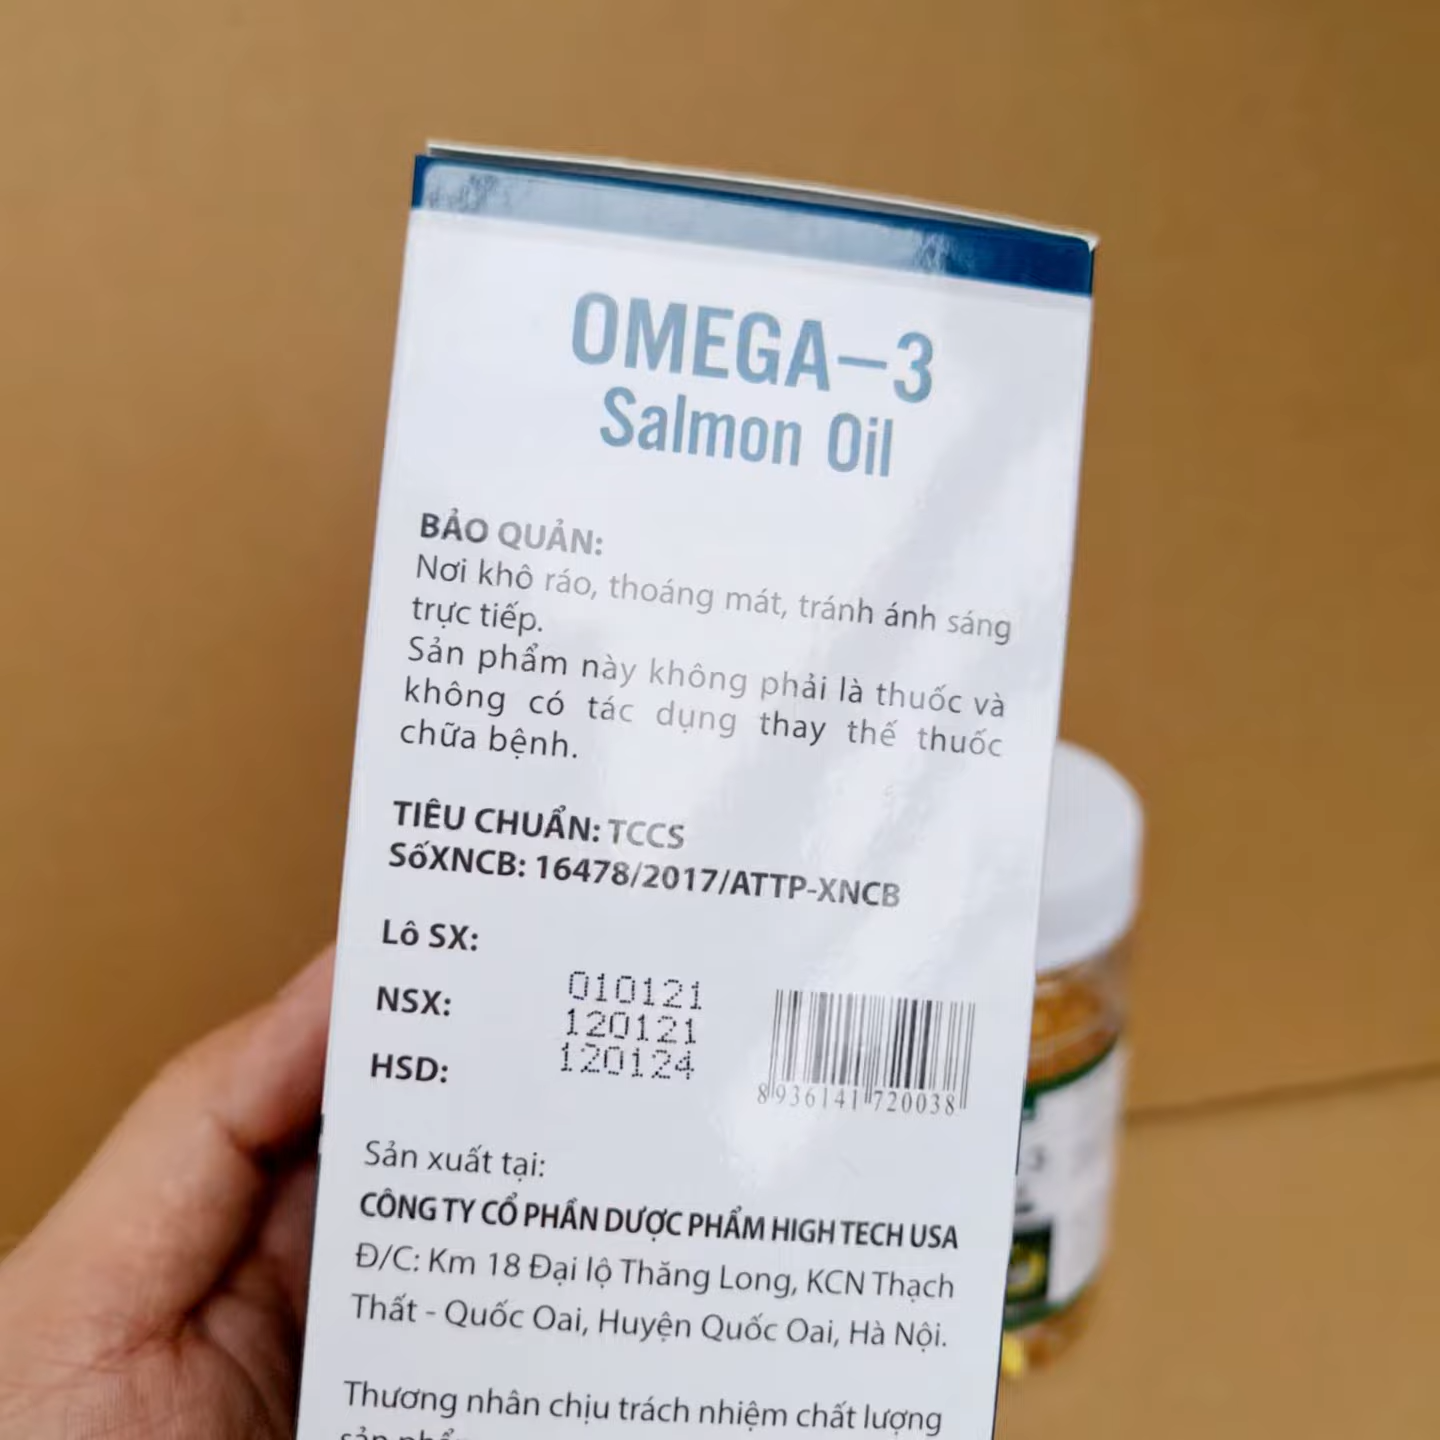 OMEGA-3
Salmon Oil
BẢO QUẢN:
Nơi khô ráo, thoáng mát, tránh ánh sáng
trực tiếp.
Sản phẩm này không phải là thuốc và
không có tác dụng thay thế thuốc
chữa bệnh.
TIÊU CHUẨN: TCCS
SốXNCB: 16478/2017/ATTP-XNCB
Lô SX: 010121
NSX: 120121
HSD: 120124
8936141720038
Sản xuất tại:
CÔNG TY CỔ PHẦN DƯỢC PHẨM HIGH TECH USA
Đ/C: Km 18 Đại lộ Thăng Long, KCN Thạch
Thất - Quốc Oai, Huyện Quốc Oai, Hà Nội.
Thương nhân chịu trách nhiệm chất lượng
sản phẩm